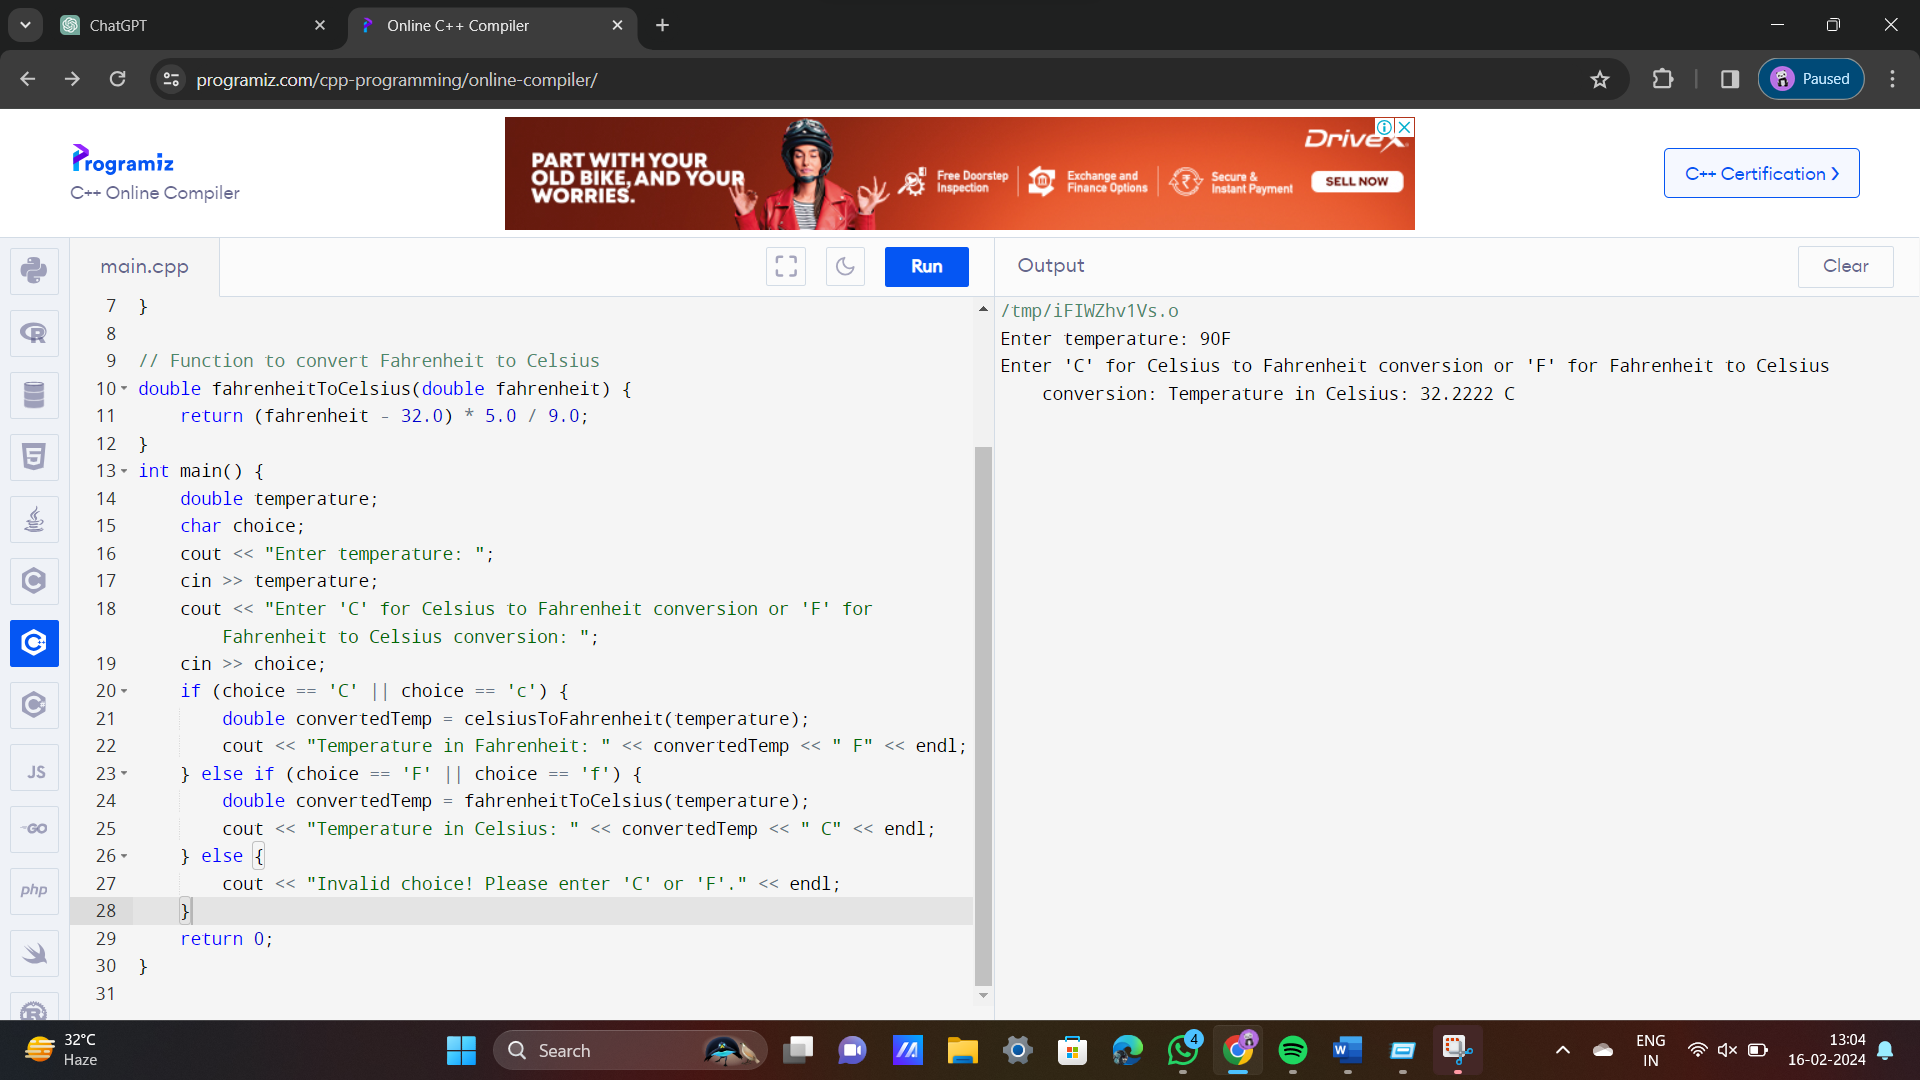 ChatGPT
Online C++ Compiler
programiz.com/cpp-programming/online-compiler/
Paused
Programiz
C++ Online Compiler
PART WITH YOUR
OLD BIKE, AND YOUR
WORRIES.
Free Doorstep
Inspection
Exchange and
Finance Options
Secure &
Instant Payment
DriveX
SELL NOW
C++ Certification
main.cpp
Run
Output
Clear
7 }
8
9 // Function to convert Fahrenheit to Celsius
10 double fahrenheitToCelsius(double fahrenheit) {
11     return (fahrenheit - 32.0) * 5.0 / 9.0;
12 }
13 int main() {
14     double temperature;
15     char choice;
16     cout << "Enter temperature: ";
17     cin >> temperature;
18     cout << "Enter 'C' for Celsius to Fahrenheit conversion or 'F' for
        Fahrenheit to Celsius conversion: ";
19     cin >> choice;
20     if (choice == 'C' || choice == 'c') {
21         double convertedTemp = celsiusToFahrenheit(temperature);
22         cout << "Temperature in Fahrenheit: " << convertedTemp << " F" << endl;
23     } else if (choice == 'F' || choice == 'f') {
24         double convertedTemp = fahrenheitToCelsius(temperature);
25         cout << "Temperature in Celsius: " << convertedTemp << " C" << endl;
26     } else {
27         cout << "Invalid choice! Please enter 'C' or 'F'." << endl;
28     }
29     return 0;
30 }
31
/tmp/iFIWZhv1Vs.o
Enter temperature: 90F
Enter 'C' for Celsius to Fahrenheit conversion or 'F' for Fahrenheit to Celsius
    conversion: Temperature in Celsius: 32.2222 C
R
5
C
C
C
JS
GO
php
R
32°C
Haze
Search
4
W
ENG
IN
13:04
16-02-2024